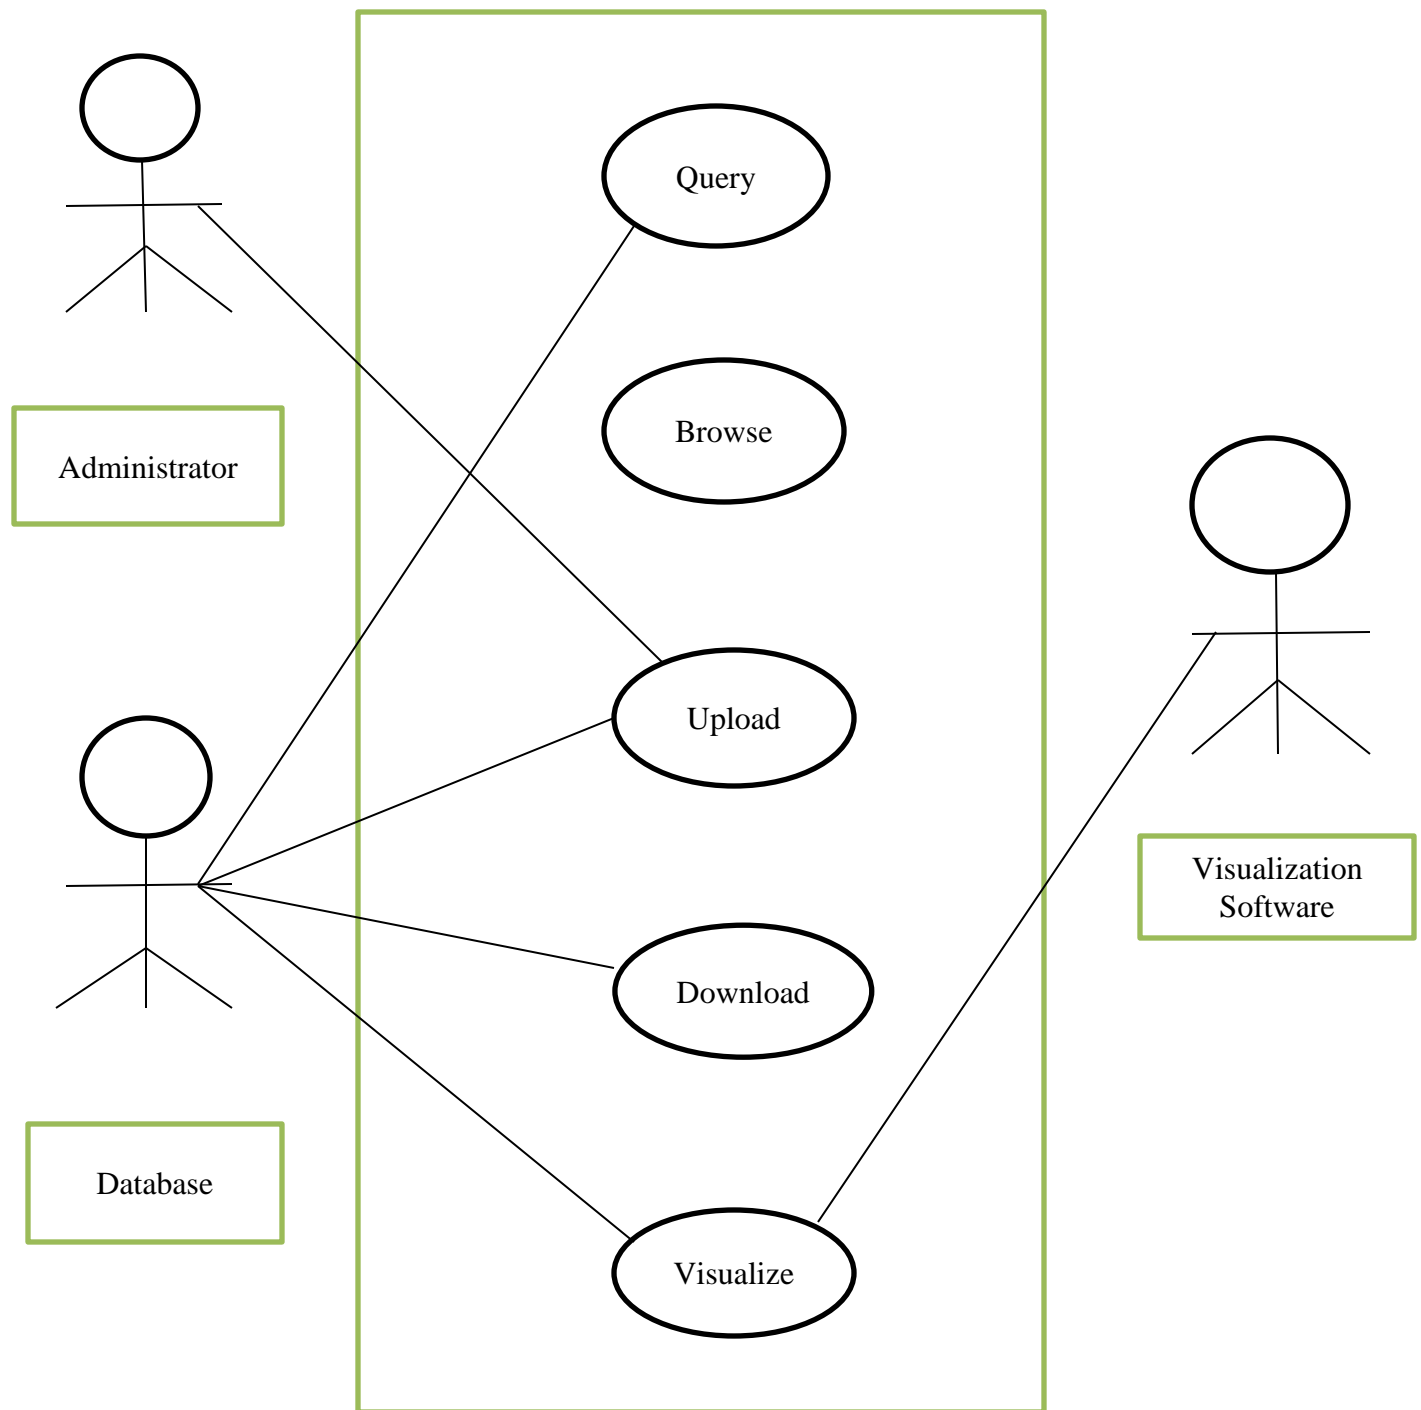 Query
Browse
Administrator
Upload
Visualization
Software
Download
Database
Visualize